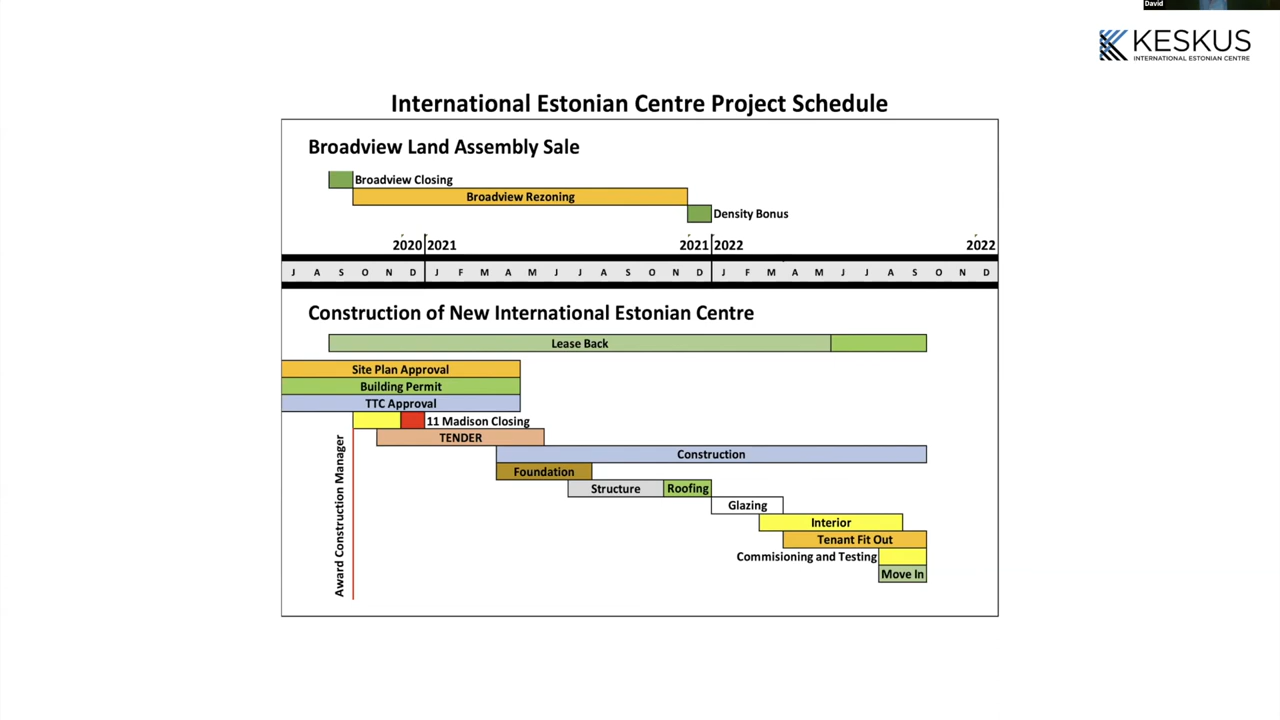 David
KESKUS
INTERNATIONAL ESTONIAN CENTRE
International Estonian Centre Project Schedule
Broadview Land Assembly Sale
Broadview Closing
Broadview Rezoning
Density Bonus
2020 2021 2021 2022 2022
J A S O N D J F M A M J J A S O N D J F M A M J J A S O N D
Construction of New International Estonian Centre
Lease Back
Site Plan Approval
Building Permit
TTC Approval
11 Madison Closing
TENDER
Award Construction Manager
Construction
Foundation
Structure Roofing
Glazing
Interior
Tenant Fit Out
Commisioning and Testing
Move In